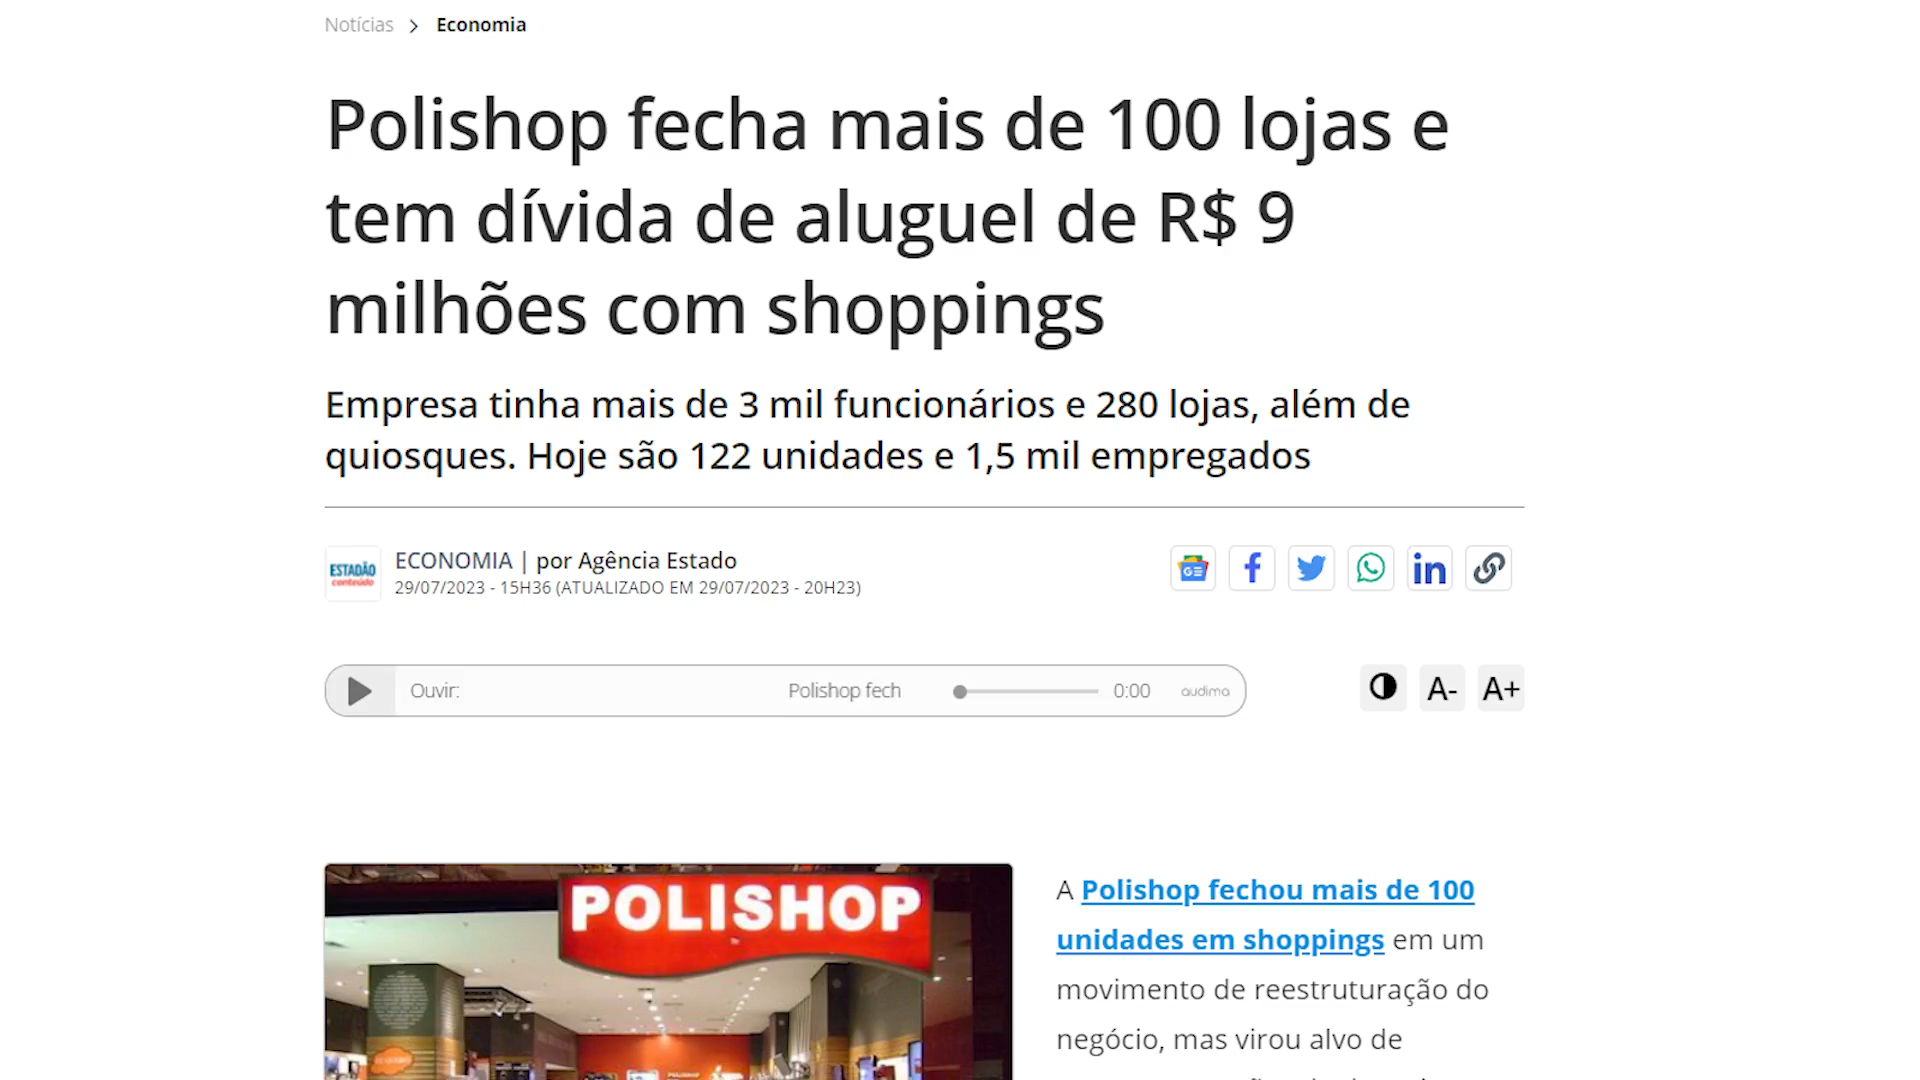 Notícias > Economia
Polishop fecha mais de 100 lojas e
tem dívida de aluguel de R$ 9
milhões com shoppings
Empresa tinha mais de 3 mil funcionários e 280 lojas, além de
quiosques. Hoje são 122 unidades e 1,5 mil empregados
ESTADÃO
conteúdo
ECONOMIA | por Agência Estado
29/07/2023 - 15H36 (ATUALIZADO EM 29/07/2023 - 20H23)
GE
in
Ouvir:
Polishop fech
0:00
audima
A-
A+
POLISHOP
A Polishop fechou mais de 100
unidades em shoppings em um
movimento de reestruturação do
negócio, mas virou alvo de